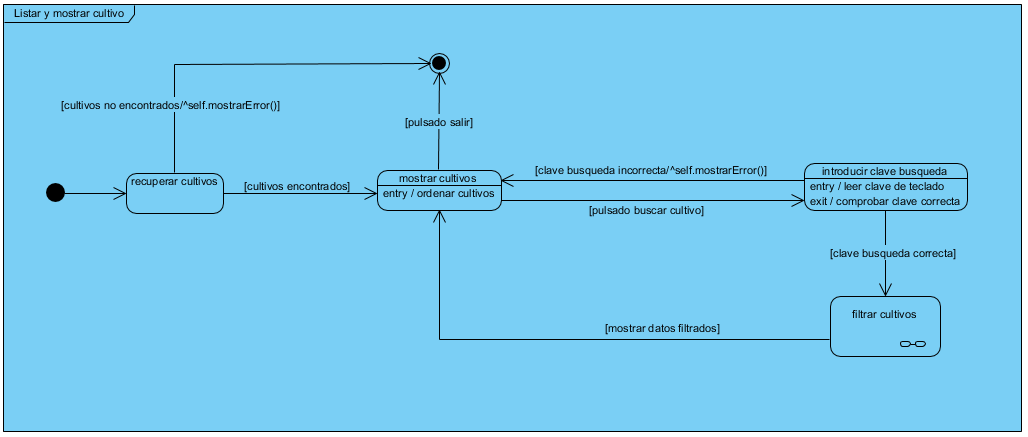 Listar y mostrar cultivo
[cultivos no encontrados/^self.mostrarError()]
[pulsado salir]
recuperar cultivos
[cultivos encontrados]
mostrar cultivos
entry / ordenar cultivos
[clave busqueda incorrecta/^self.mostrarError()]
[pulsado buscar cultivo]
introducir clave busqueda
entry / leer clave de teclado
exit / comprobar clave correcta
[clave busqueda correcta]
filtrar cultivos
[mostrar datos filtrados]